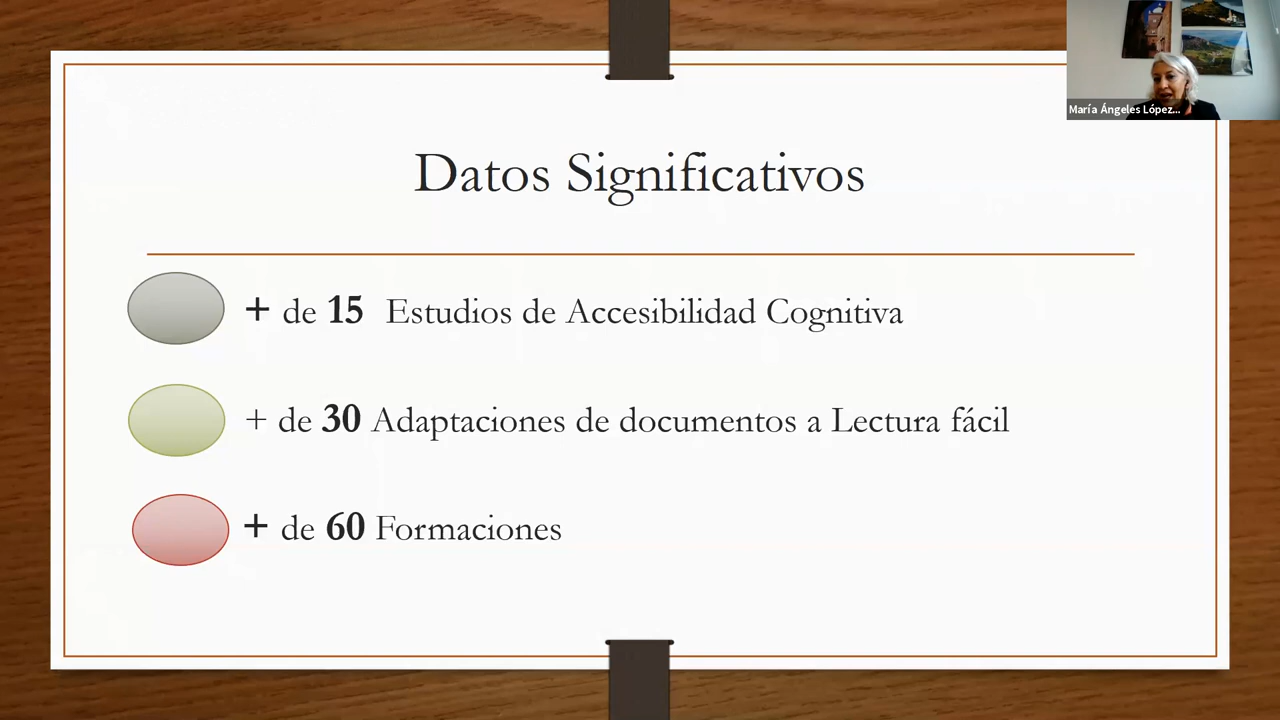 María Ángeles López...
Datos Significativos
+ de 15 Estudios de Accesibilidad Cognitiva
+ de 30 Adaptaciones de documentos a Lectura fácil
+ de 60 Formaciones